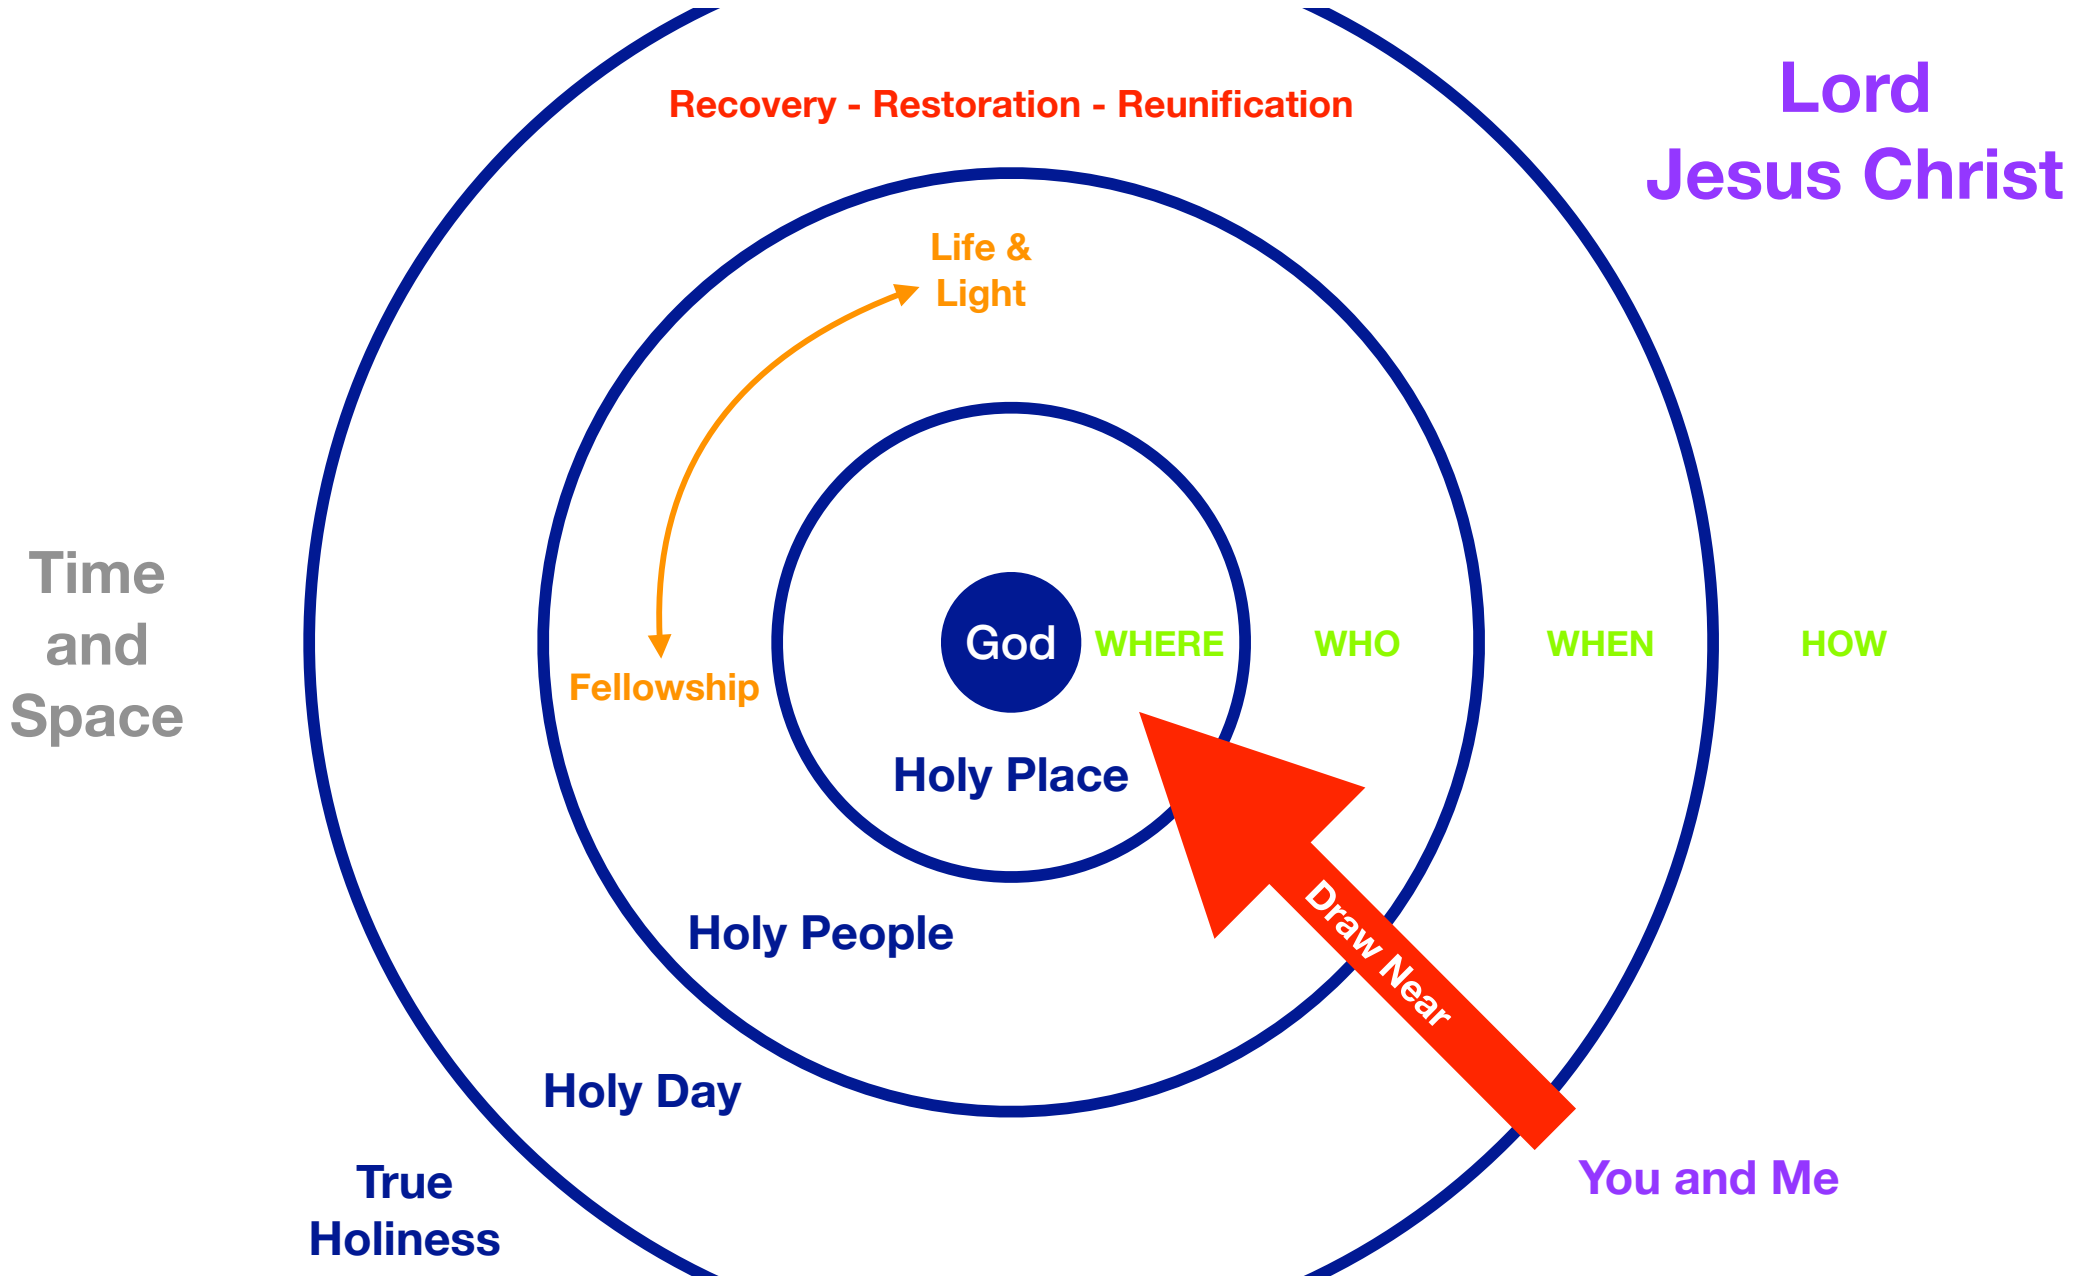 Lord
Jesus Christ
Recovery - Restoration - Reunification
Life &
Light
Time
and
Space
God
WHERE
WHO
WHEN
HOW
Fellowship
Holy Place
Holy People
Draw Near
Holy Day
You and Me
True
Holiness